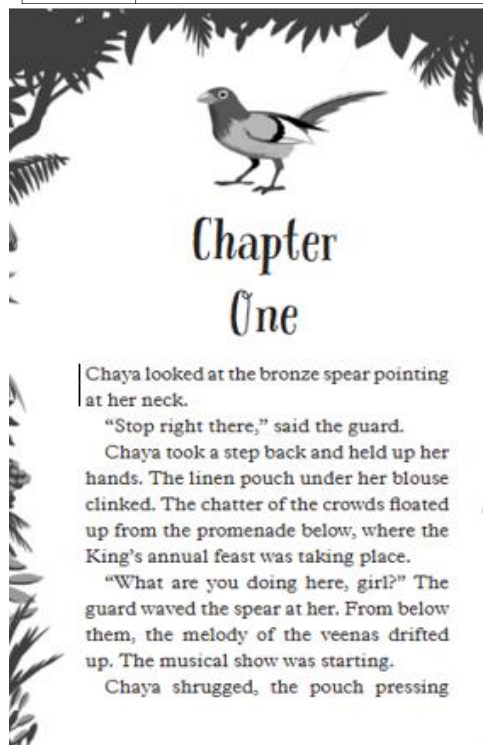 Chapter
One
Chaya looked at the bronze spear pointing
at her neck.
“Stop right there,” said the guard.
Chaya took a step back and held up her
hands. The linen pouch under her blouse
clinked. The chatter of the crowds floated
up from the promenade below, where the
King’s annual feast was taking place.
“What are you doing here, girl?” The
guard waved the spear at her. From below
them, the melody of the veenas drifted
up. The musical show was starting.
Chaya shrugged, the pouch pressing